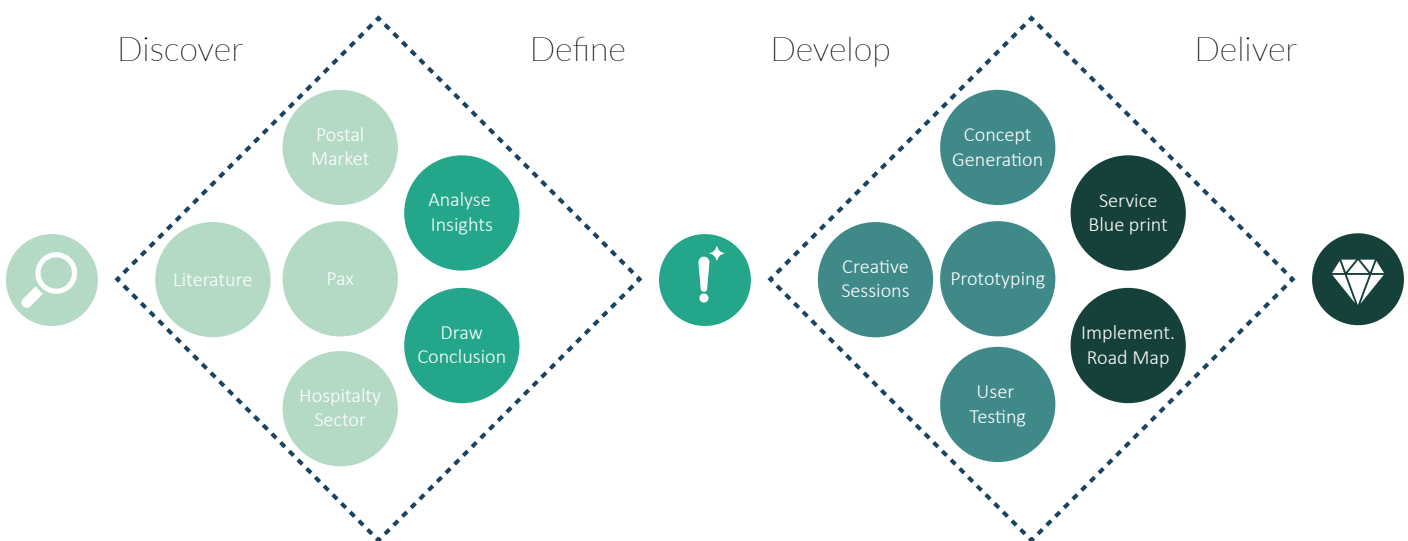 Discover
Define
Develop
Deliver
Postal
Market
Literature
Pax
Hospitalty
Sector
Analyse
Insights
Draw
Conclusion
Concept
Generation
Creative
Sessions
Prototyping
User
Testing
Service
Blue print
Implement.
Road Map